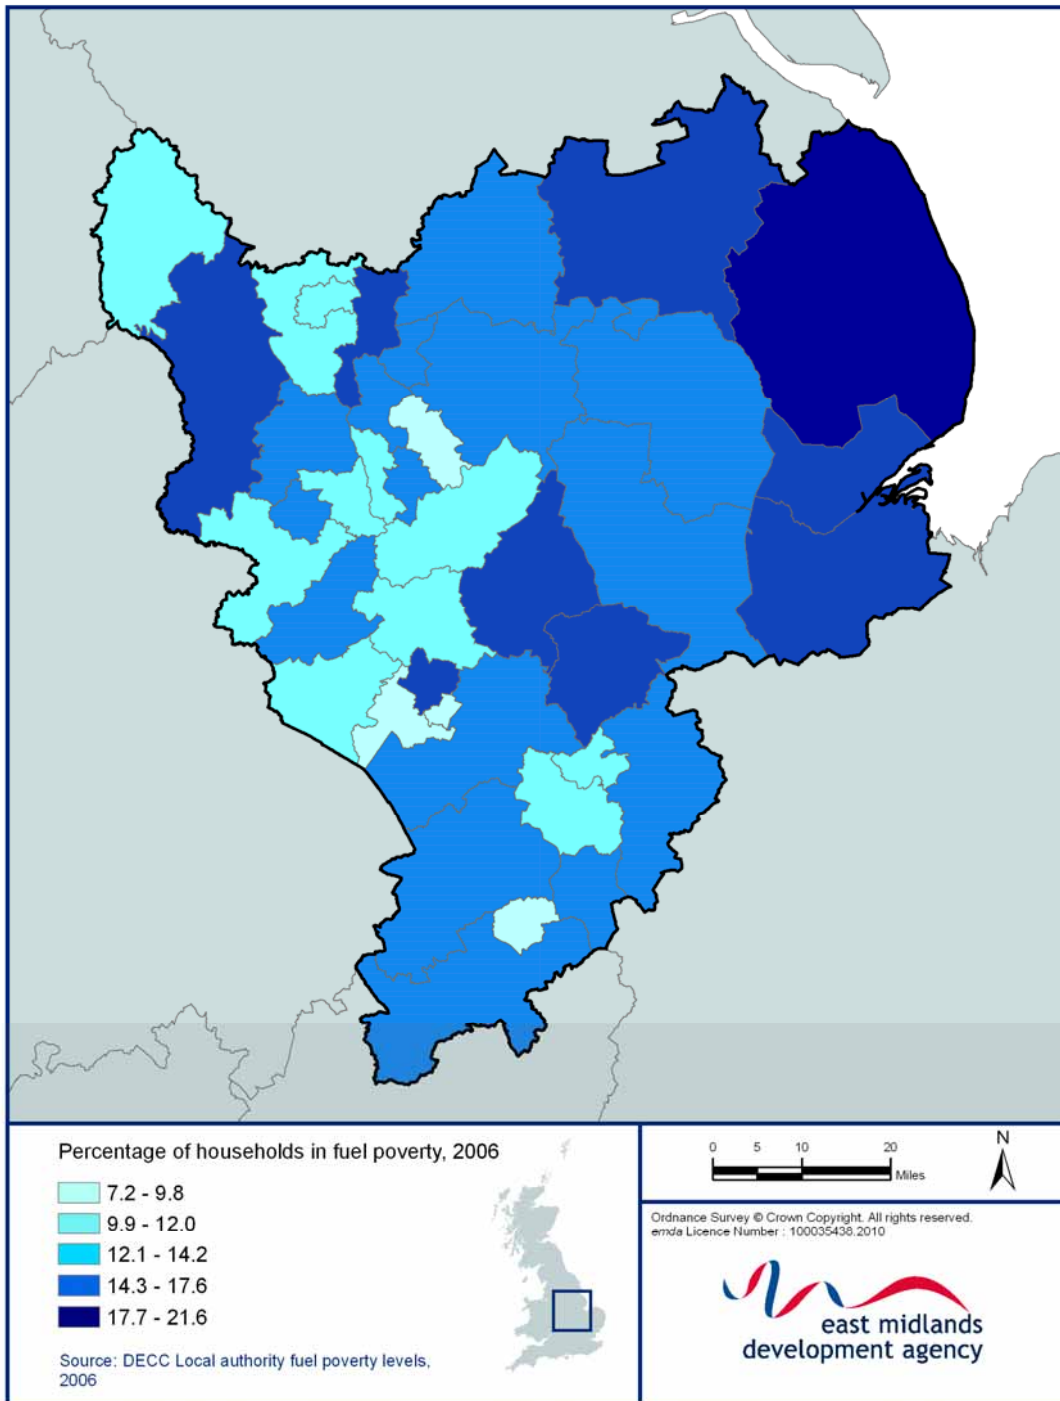 Percentage of households in fuel poverty, 2006
7.2 - 9.8
9.9 - 12.0
12.1 - 14.2
14.3 - 17.6
17.7 - 21.6
Source: DECC Local authority fuel poverty levels,
2006
0 5 10 20
Miles
N
Ordnance Survey © Crown Copyright. All rights reserved.
emda Licence Number : 100035438.2010
east midlands
development agency